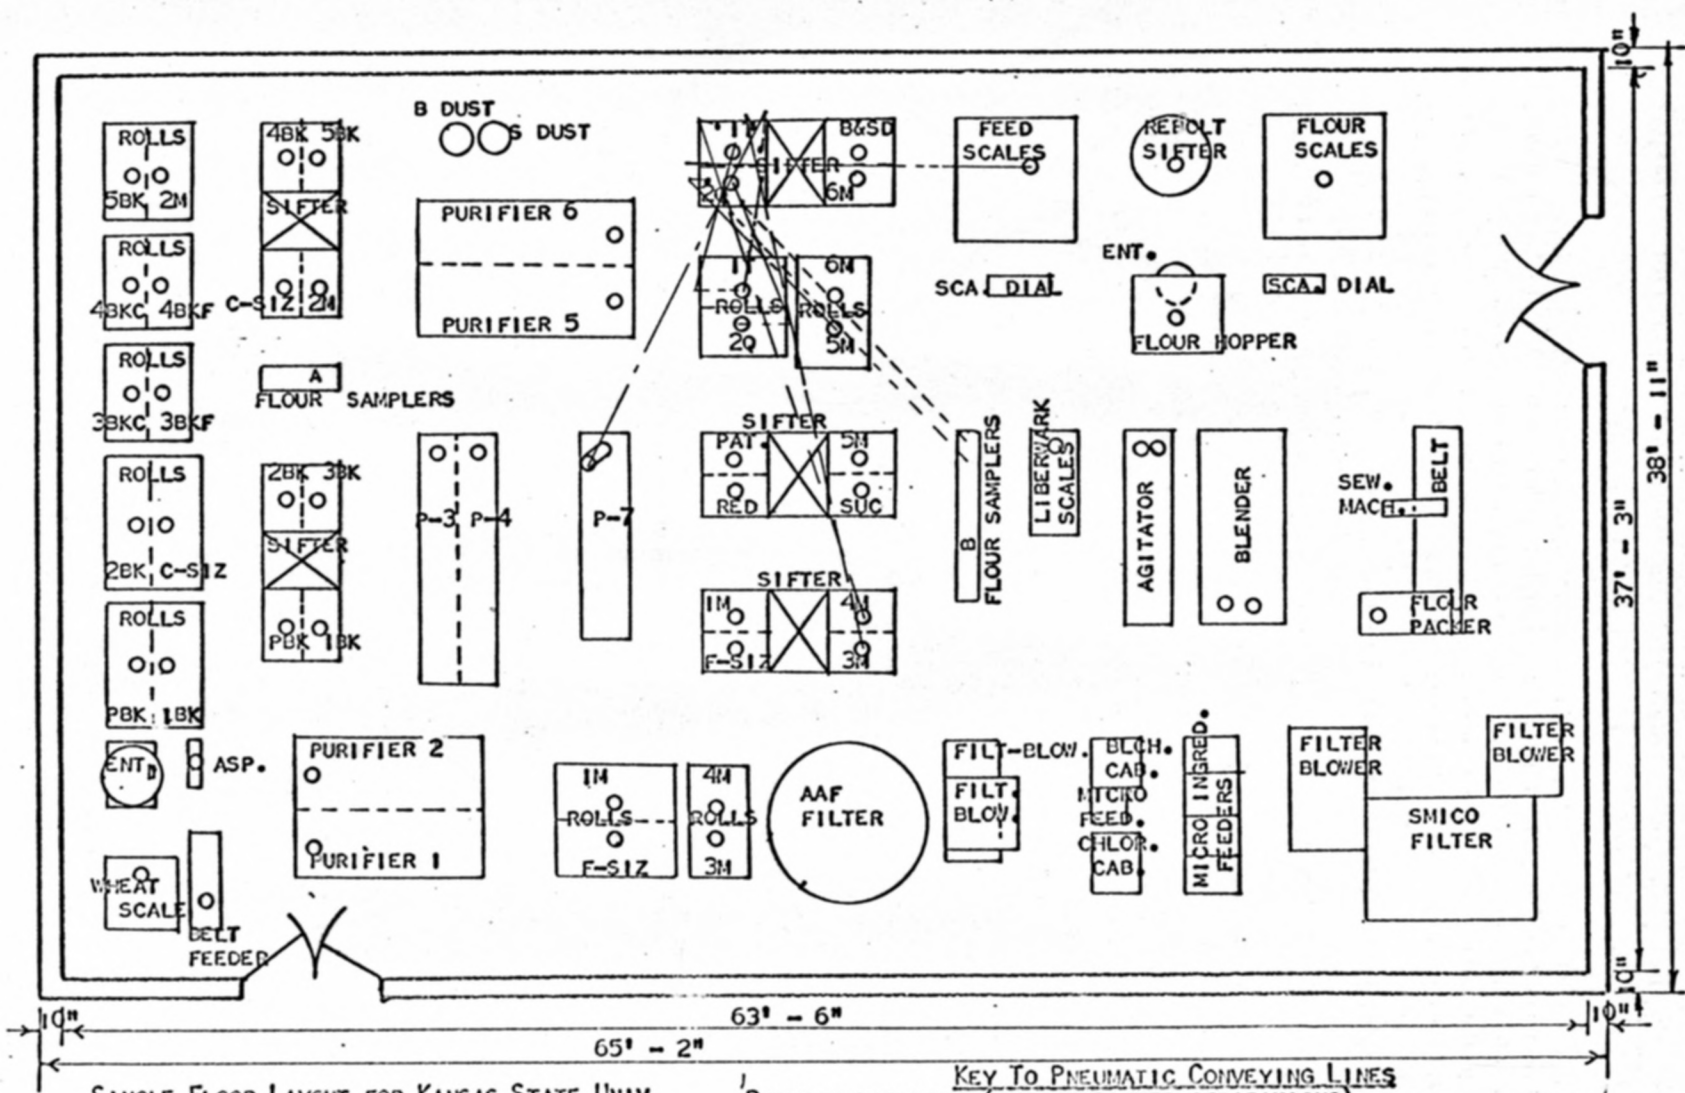 B DUST
S DUST
ROLLS
5BK 2M
4BK 5BK
SIFTER
C-SIZ 2M
ROLLS
4BKC 4BKF
ROLLS
3BKC 3BKF
A
FLOUR SAMPLERS
ROLLS
2BK C-SIZ
2BK 3BK
SIFTER
PBK 1BK
ROLLS
PBK 1BK
ENT.
ASP.
WHEAT
SCALE
BELT
FEEDER
PURIFIER 6
PURIFIER 5
P-3 P-4
P-7
PURIFIER 2
PURIFIER 1
B&SD
SIFTER
6M
ROLLS
2Q
6M
ROLLS
5M
SIFTER
PAT. 5M
RED SUC
SIFTER
1M 4M
F-SIZ 3M
1M
ROLLS
F-SIZ
4M
ROLLS
3M
AAF
FILTER
FEED
SCALES
SCA. DIAL
REBOLT
SIFTER
ENT.
FLOUR HOPPER
FLOUR
SCALES
SCA. DIAL
B
FLOUR SAMPLERS
LIBERWARK
SCALES
AGITATOR
BLENDER
SEW.
MACH.
BELT
FLOUR
PACKER
FILT-BLOW.
FILT.
BLOW.
BLCH.
CAB.
MICRO
FEED.
CHLOR.
CAB.
MICRO INGRED.
FEEDERS
FILTER
BLOWER
FILTER
BLOWER
SMICO
FILTER
10"
38' - 11"
37' - 3"
10"
10"
63' - 6"
10"
65' - 2"
KEY TO PNEUMATIC CONVEYING LINES